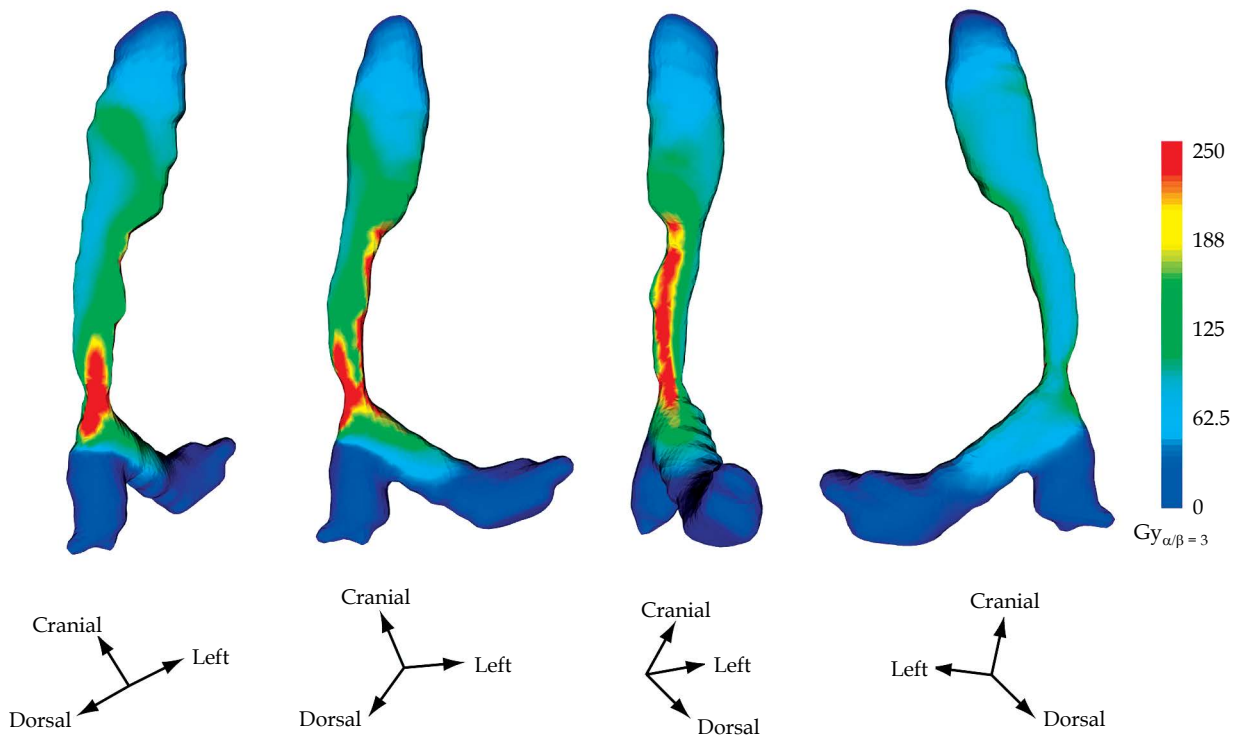 250
188
125
62.5
0
Gyα/β = 3
Cranial
Left
Dorsal
Cranial
Left
Dorsal
Cranial
Left
Dorsal
Cranial
Left
Dorsal